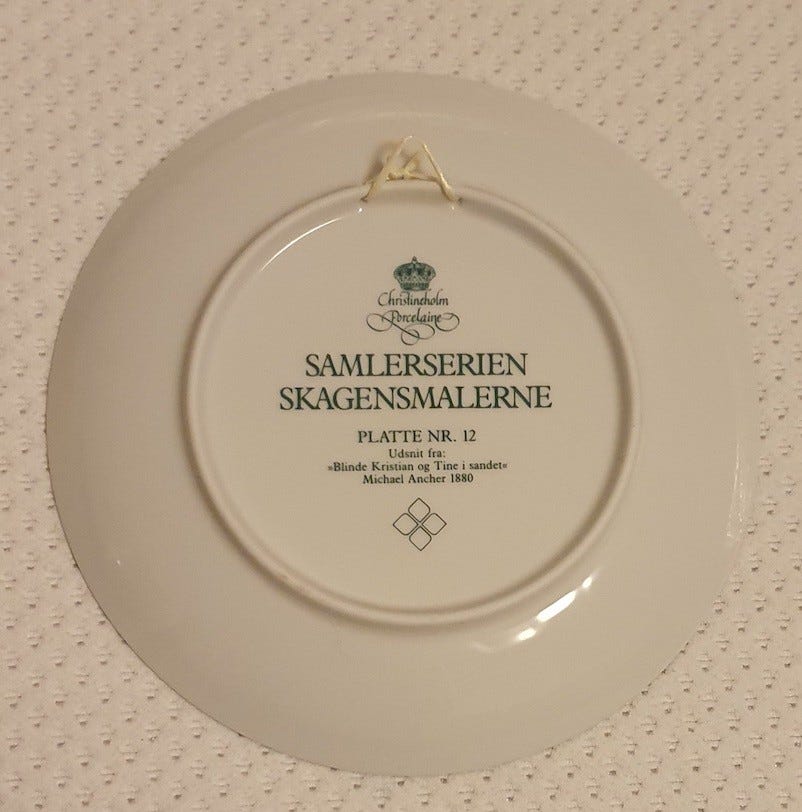 Christineholm
Porcelaine
SAMLERSERIEN
SKAGENSMALERNE
PLATTE NR. 12
Udsnit fra:
»Blinde Kristian og Tine i sandet«
Michael Ancher 1880